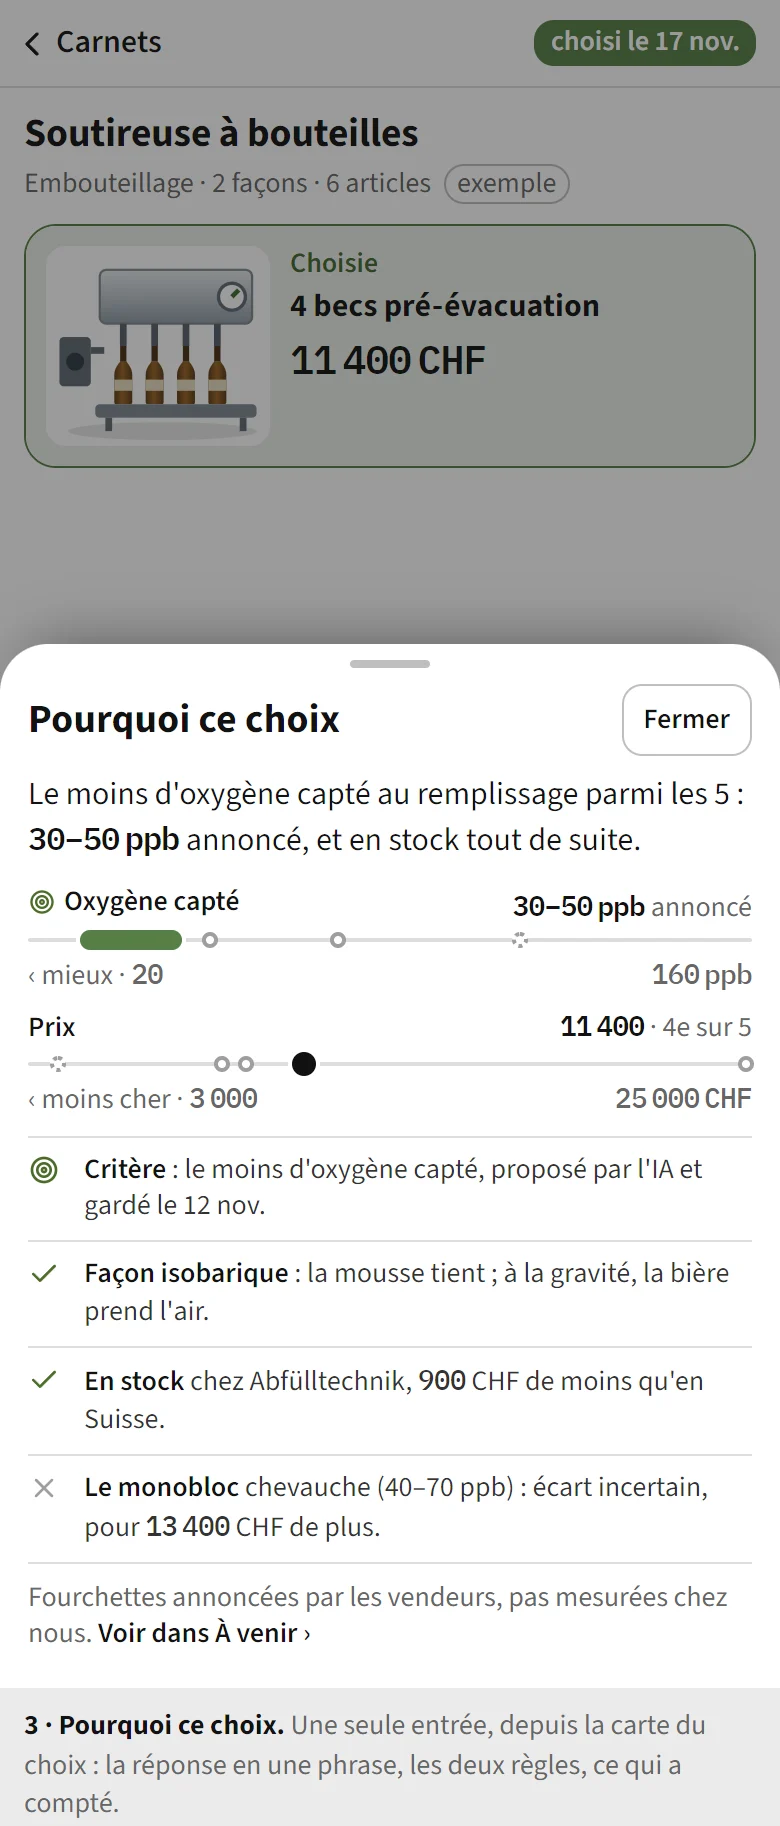 Carnets
choisi le 17 nov.
Soutireuse à bouteilles
Embouteillage · 2 façons · 6 articles
exemple
Choisie
4 becs pré-évacuation
11 400 CHF
Pourquoi ce choix
Fermer
Le moins d'oxygène capté au remplissage parmi les 5 :
30–50 ppb annoncé, et en stock tout de suite.
Oxygène capté
30–50 ppb annoncé
‹ mieux · 20
160 ppb
Prix
11 400 · 4e sur 5
‹ moins cher · 3 000
25 000 CHF
Critère : le moins d'oxygène capté, proposé par l'IA et
gardé le 12 nov.
Façon isobarique : la mousse tient ; à la gravité, la bière
prend l'air.
En stock chez Abfülltechnik, 900 CHF de moins qu'en
Suisse.
Le monobloc chevauche (40–70 ppb) : écart incertain,
pour 13 400 CHF de plus.
Fourchettes annoncées par les vendeurs, pas mesurées chez
nous. Voir dans À venir ›
3 · Pourquoi ce choix. Une seule entrée, depuis la carte du
choix : la réponse en une phrase, les deux règles, ce qui a
compté.